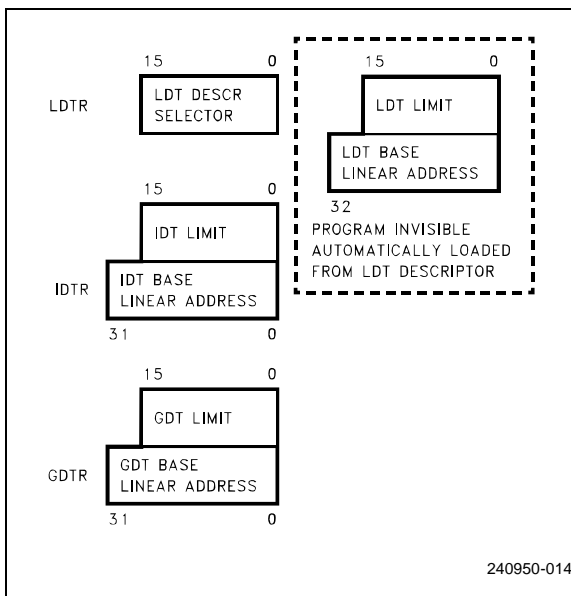 15 0
LDTR
LDT DESCR
SELECTOR
15 0
LDT LIMIT
LDT BASE
LINEAR ADDRESS
32
PROGRAM INVISIBLE
AUTOMATICALLY LOADED
FROM LDT DESCRIPTOR
15 0
IDT LIMIT
IDTR
IDT BASE
LINEAR ADDRESS
31 0
15 0
GDT LIMIT
GDTR
GDT BASE
LINEAR ADDRESS
31 0
240950-014